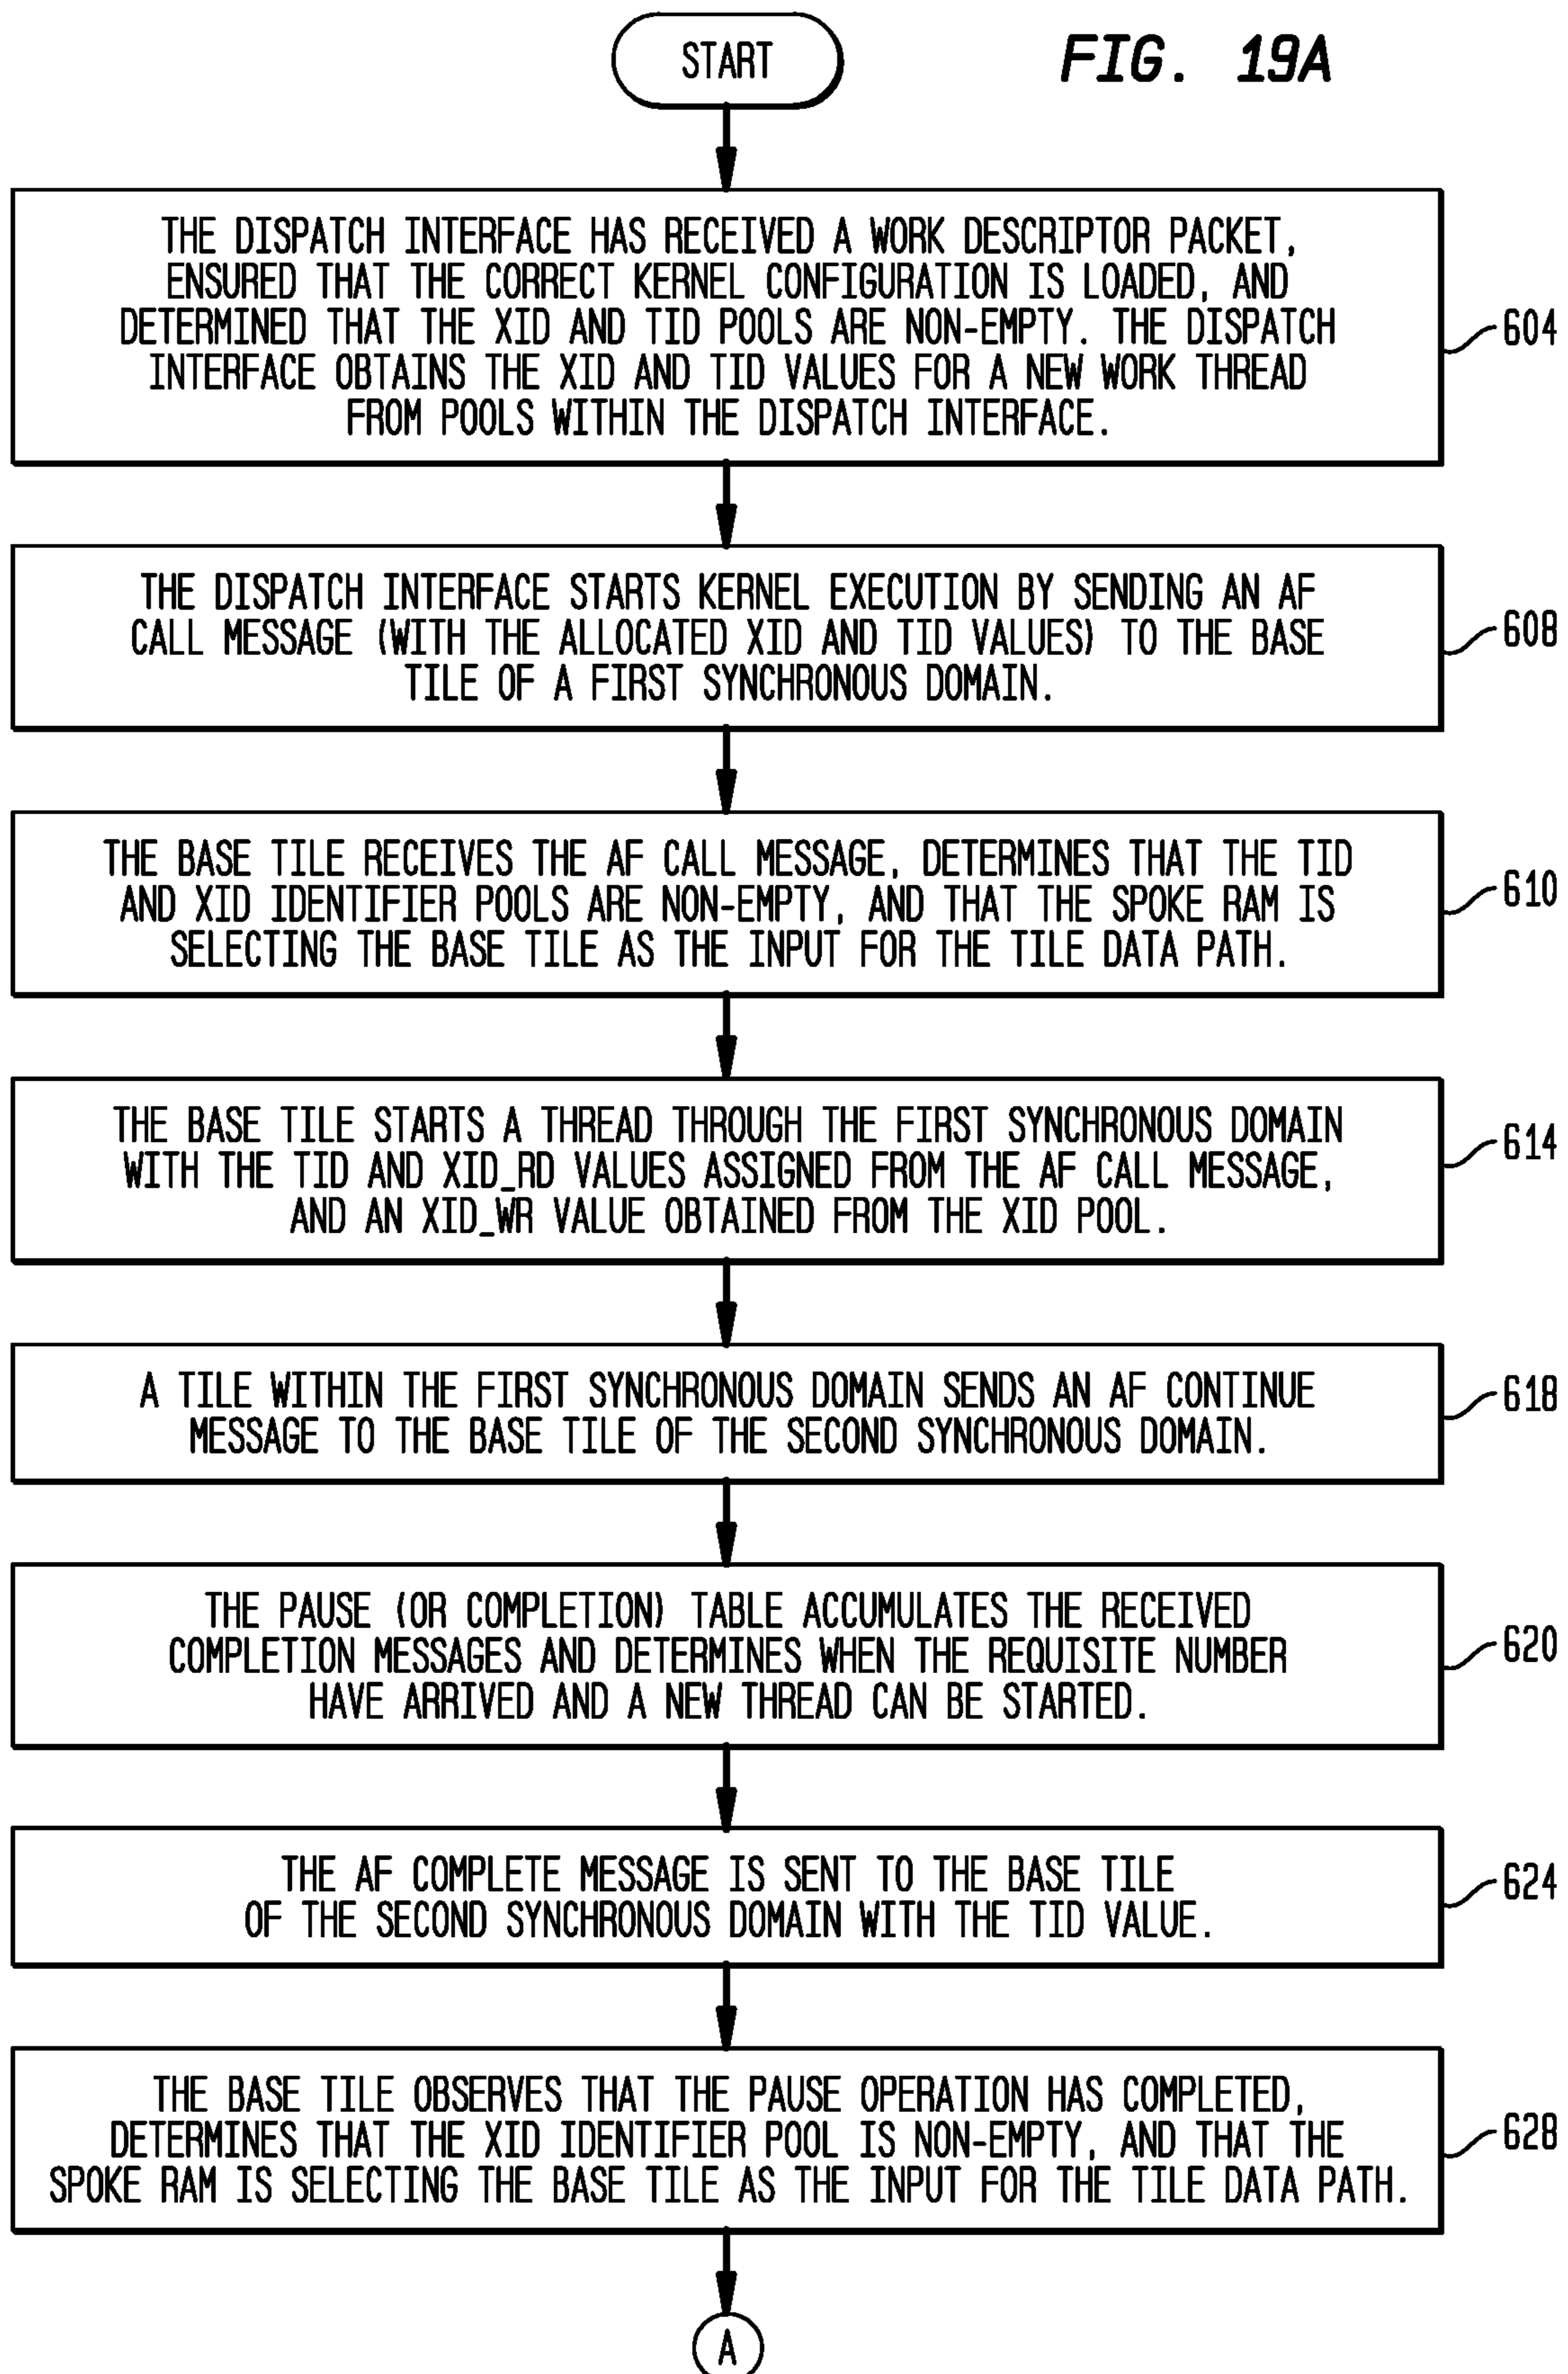 START
FIG. 19A
THE DISPATCH INTERFACE HAS RECEIVED A WORK DESCRIPTOR PACKET,
ENSURED THAT THE CORRECT KERNEL CONFIGURATION IS LOADED, AND
DETERMINED THAT THE XID AND TID POOLS ARE NON-EMPTY. THE DISPATCH
INTERFACE OBTAINS THE XID AND TID VALUES FOR A NEW WORK THREAD
FROM POOLS WITHIN THE DISPATCH INTERFACE.
604
THE DISPATCH INTERFACE STARTS KERNEL EXECUTION BY SENDING AN AF
CALL MESSAGE (WITH THE ALLOCATED XID AND TID VALUES) TO THE BASE
TILE OF A FIRST SYNCHRONOUS DOMAIN.
608
THE BASE TILE RECEIVES THE AF CALL MESSAGE, DETERMINES THAT THE TID
AND XID IDENTIFIER POOLS ARE NON-EMPTY, AND THAT THE SPOKE RAM IS
SELECTING THE BASE TILE AS THE INPUT FOR THE TILE DATA PATH.
610
THE BASE TILE STARTS A THREAD THROUGH THE FIRST SYNCHRONOUS DOMAIN
WITH THE TID AND XID_RD VALUES ASSIGNED FROM THE AF CALL MESSAGE,
AND AN XID_WR VALUE OBTAINED FROM THE XID POOL.
614
A TILE WITHIN THE FIRST SYNCHRONOUS DOMAIN SENDS AN AF CONTINUE
MESSAGE TO THE BASE TILE OF THE SECOND SYNCHRONOUS DOMAIN.
618
THE PAUSE (OR COMPLETION) TABLE ACCUMULATES THE RECEIVED
COMPLETION MESSAGES AND DETERMINES WHEN THE REQUISITE NUMBER
HAVE ARRIVED AND A NEW THREAD CAN BE STARTED.
620
THE AF COMPLETE MESSAGE IS SENT TO THE BASE TILE
OF THE SECOND SYNCHRONOUS DOMAIN WITH THE TID VALUE.
624
THE BASE TILE OBSERVES THAT THE PAUSE OPERATION HAS COMPLETED,
DETERMINES THAT THE XID IDENTIFIER POOL IS NON-EMPTY, AND THAT THE
SPOKE RAM IS SELECTING THE BASE TILE AS THE INPUT FOR THE TILE DATA PATH.
628
A